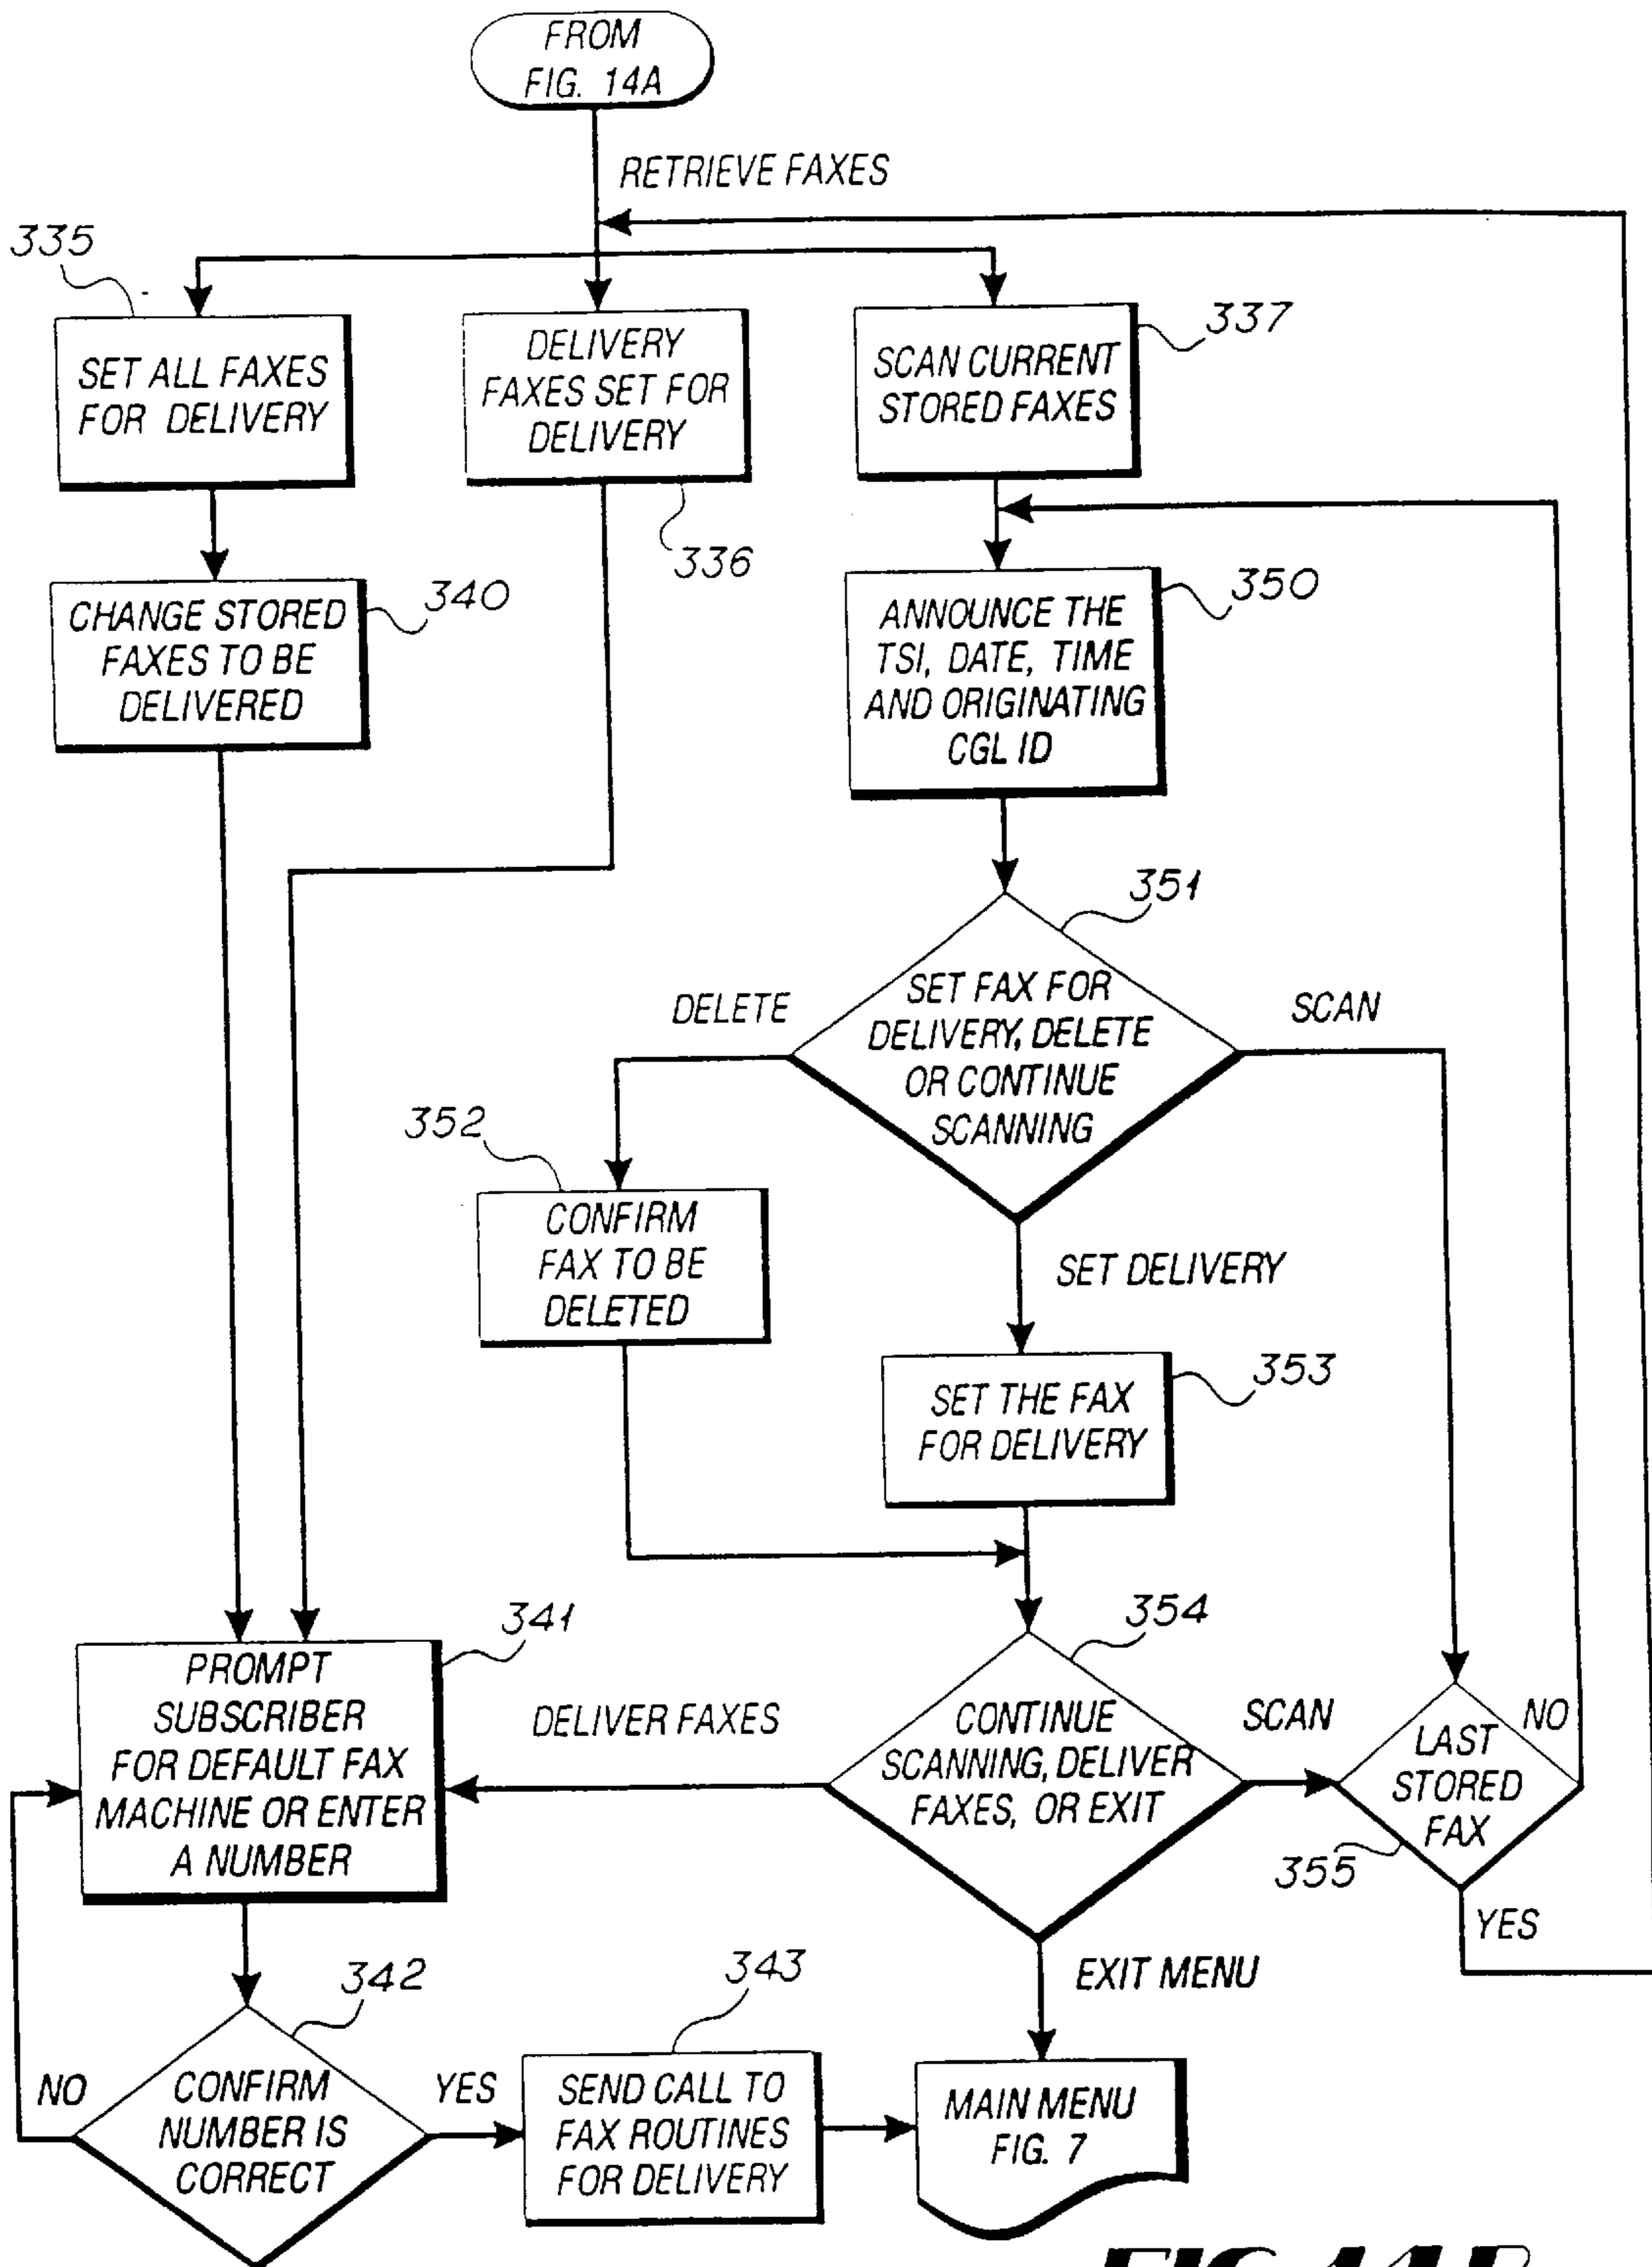 FROM
FIG. 14A
RETRIEVE FAXES
335
SET ALL FAXES
FOR DELIVERY
DELIVERY
FAXES SET FOR
DELIVERY
336
SCAN CURRENT
STORED FAXES
337
CHANGE STORED
FAXES TO BE
DELIVERED
340
ANNOUNCE THE
TSI, DATE, TIME
AND ORIGINATING
CGL ID
350
351
SET FAX FOR
DELIVERY, DELETE
OR CONTINUE
SCANNING
DELETE
SCAN
352
CONFIRM
FAX TO BE
DELETED
SET DELIVERY
SET THE FAX
FOR DELIVERY
353
341
PROMPT
SUBSCRIBER
FOR DEFAULT FAX
MACHINE OR ENTER
A NUMBER
DELIVER FAXES
354
CONTINUE
SCANNING, DELIVER
FAXES, OR EXIT
SCAN
LAST
STORED
FAX
355
NO
YES
EXIT MENU
342
CONFIRM
NUMBER IS
CORRECT
NO
YES
343
SEND CALL TO
FAX ROUTINES
FOR DELIVERY
MAIN MENU
FIG. 7